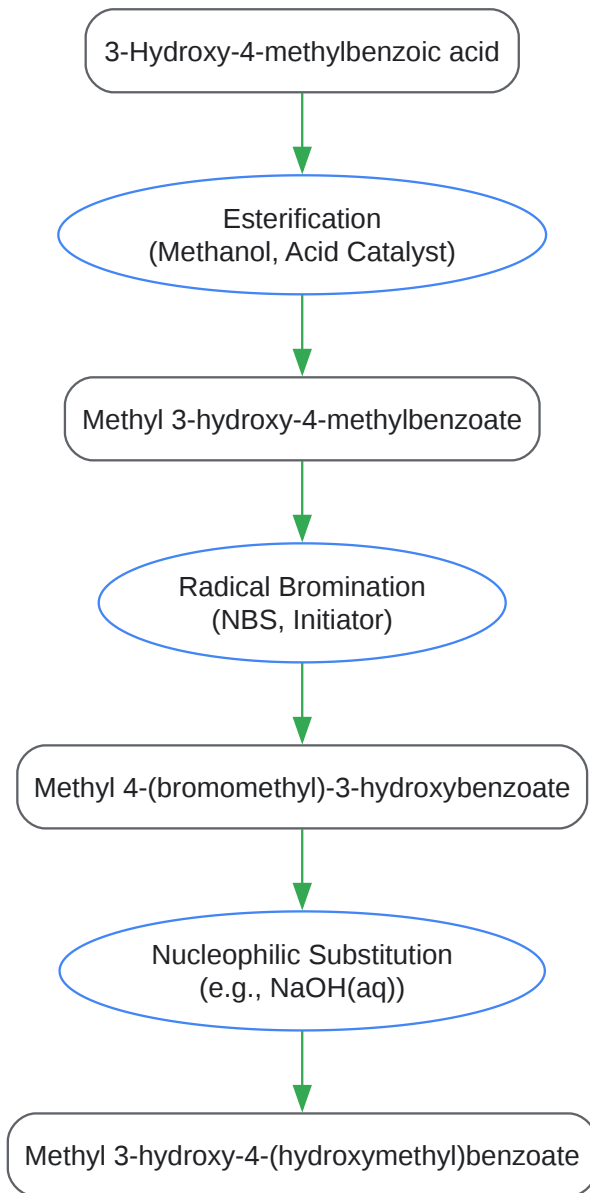 3-Hydroxy-4-methylbenzoic acid
Esterification
(Methanol, Acid Catalyst)
Methyl 3-hydroxy-4-methylbenzoate
Radical Bromination
(NBS, Initiator)
Methyl 4-(bromomethyl)-3-hydroxybenzoate
Nucleophilic Substitution
(e.g., NaOH(aq))
Methyl 3-hydroxy-4-(hydroxymethyl)benzoate